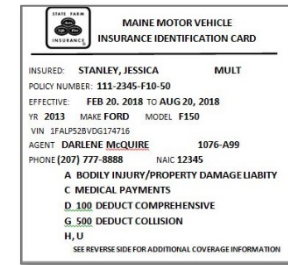 STATE FARM
INSURANCE
MAINE MOTOR VEHICLE
INSURANCE IDENTIFICATION CARD
INSURED: STANLEY, JESSICA MULT
POLICY NUMBER: 111-2345-F10-50
EFFECTIVE: FEB 20. 2018 TO AUG 20, 2018
YR 2013 MAKE FORD MODEL F150
VIN 1FALP52BVDG174716
AGENT DARLENE McQUIRE 1076-A99
PHONE (207) 777-8888 NAIC 12345
A BODILY INJURY/PROPERTY DAMAGE LIABITY
C MEDICAL PAYMENTS
D 100 DEDUCT COMPREHENSIVE
G 500 DEDUCT COLLISION
H, U
SEE REVERSE SIDE FOR ADDITIONAL COVERAGE INFORMATION